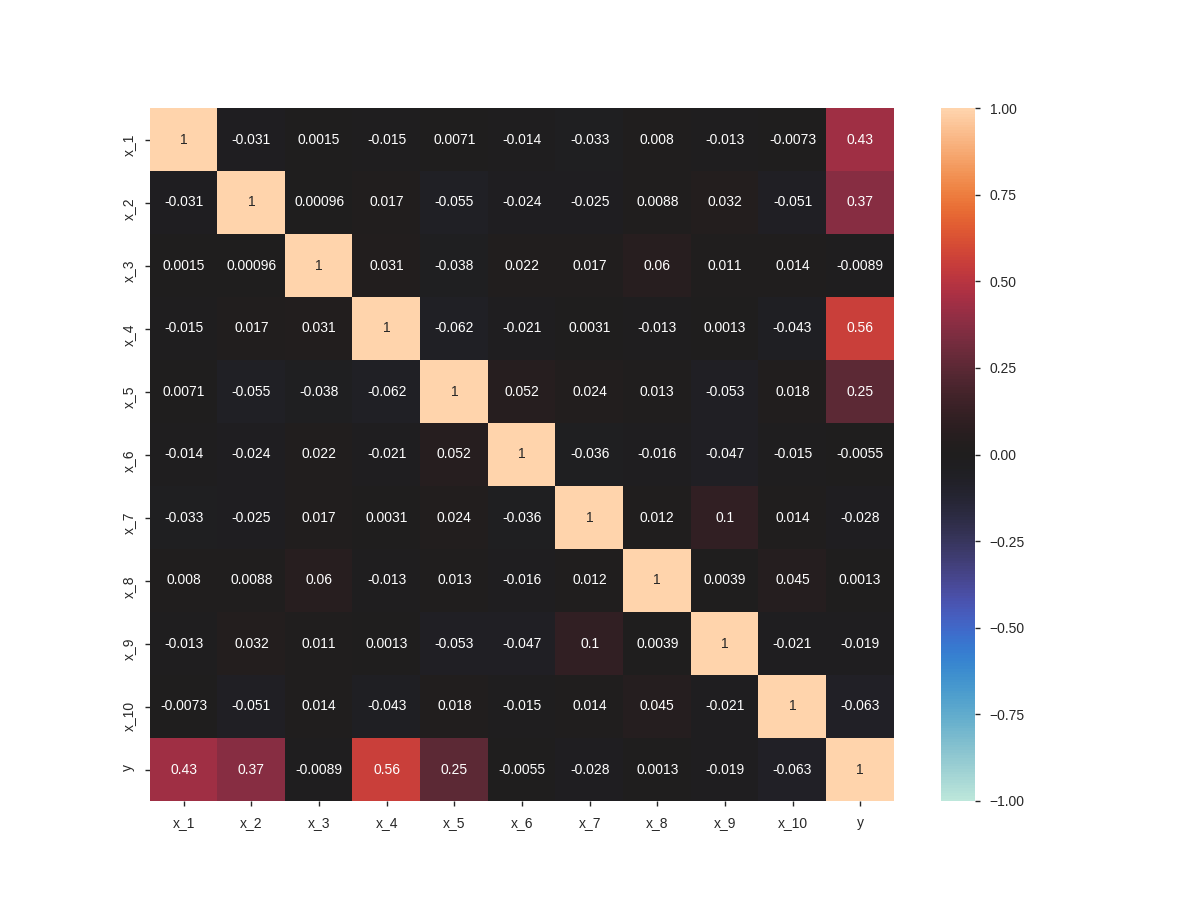 x_1 1 -0.031 0.0015 -0.015 0.0071 -0.014 -0.033 0.008 -0.013 -0.0073 0.43
x_2 -0.031 1 0.00096 0.017 -0.055 -0.024 -0.025 0.0088 0.032 -0.051 0.37
x_3 0.0015 0.00096 1 0.031 -0.038 0.022 0.017 0.06 0.011 0.014 -0.0089
x_4 -0.015 0.017 0.031 1 -0.062 -0.021 0.0031 -0.013 0.0013 -0.043 0.56
x_5 0.0071 -0.055 -0.038 -0.062 1 0.052 0.024 0.013 -0.053 0.018 0.25
x_6 -0.014 -0.024 0.022 -0.021 0.052 1 -0.036 -0.016 -0.047 -0.015 -0.0055
x_7 -0.033 -0.025 0.017 0.0031 0.024 -0.036 1 0.012 0.1 0.014 -0.028
x_8 0.008 0.0088 0.06 -0.013 0.013 -0.016 0.012 1 0.0039 0.045 0.0013
x_9 -0.013 0.032 0.011 0.0013 -0.053 -0.047 0.1 0.0039 1 -0.021 -0.019
x_10 -0.0073 -0.051 0.014 -0.043 0.018 -0.015 0.014 0.045 -0.021 1 -0.063
y 0.43 0.37 -0.0089 0.56 0.25 -0.0055 -0.028 0.0013 -0.019 -0.063 1
x_1 x_2 x_3 x_4 x_5 x_6 x_7 x_8 x_9 x_10 y
1.00
0.75
0.50
0.25
0.00
−0.25
−0.50
−0.75
−1.00